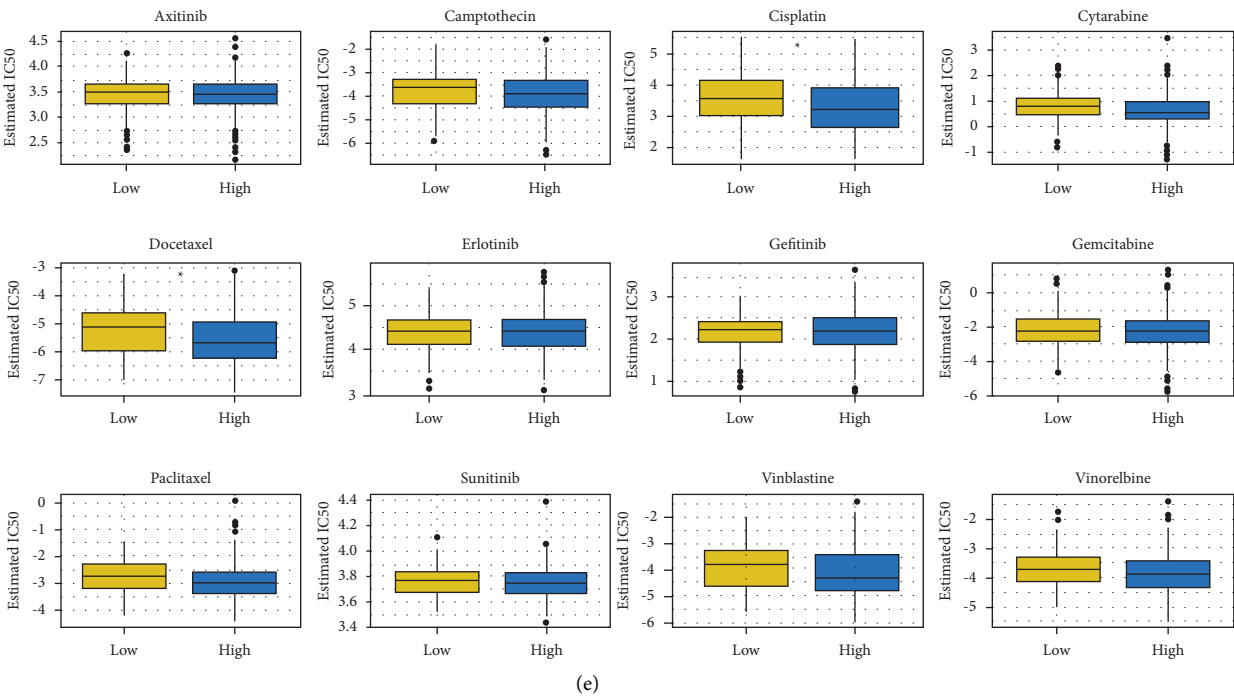 Axitinib
Camptothecin
Cisplatin
Cytarabine
Estimated IC50
4.5
4.0
3.5
3.0
2.5
Low
High
Estimated IC50
-2
-3
-4
-5
-6
Low
High
Estimated IC50
5
4
3
2
*
Low
High
Estimated IC50
3
2
1
0
-1
Low
High
Docetaxel
Erlotinib
Gefitinib
Gemcitabine
Estimated IC50
-3
-4
-5
-6
-7
*
Low
High
Estimated IC50
5
4
3
Low
High
Estimated IC50
3
2
1
Low
High
Estimated IC50
0
-2
-4
-6
Low
High
Paclitaxel
Sunitinib
Vinblastine
Vinorelbine
Estimated IC50
0
-1
-2
-3
-4
Low
High
Estimated IC50
4.4
4.2
4.0
3.8
3.6
3.4
Low
High
Estimated IC50
-2
-3
-4
-5
-6
Low
High
Estimated IC50
-2
-3
-4
-5
Low
High
(e)